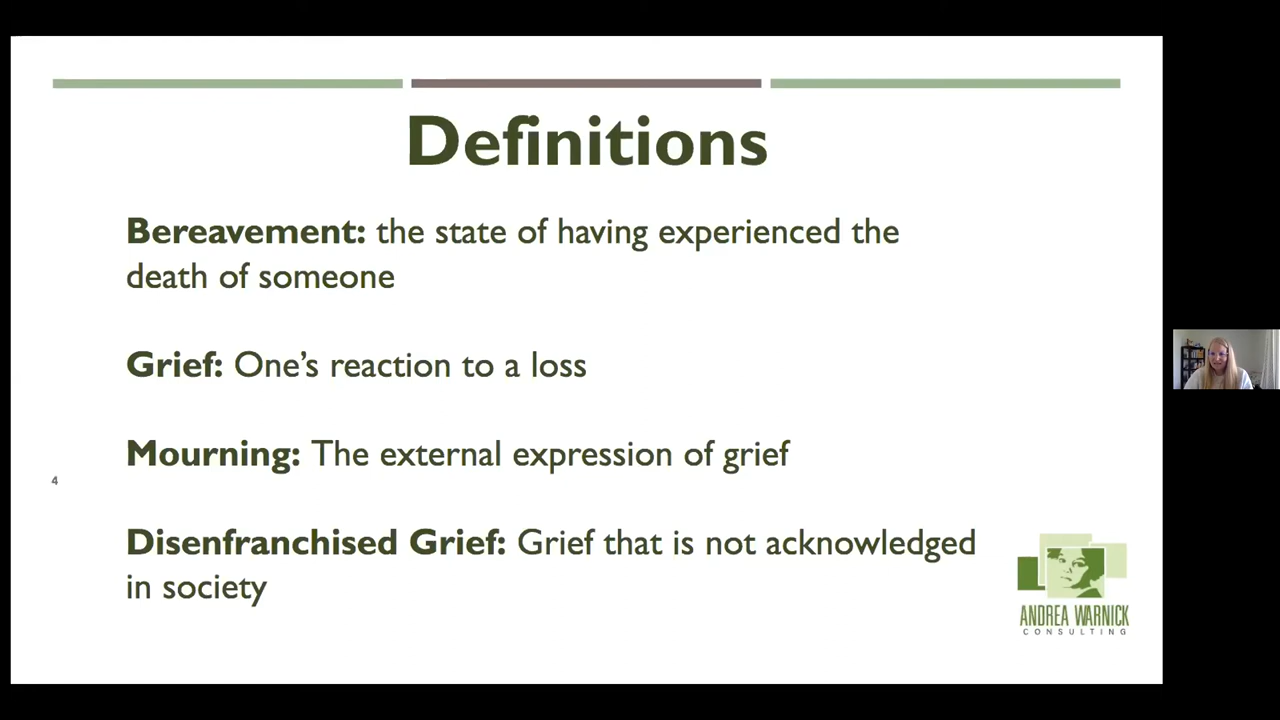 Definitions
Bereavement: the state of having experienced the
death of someone
Grief: One’s reaction to a loss
Mourning: The external expression of grief
4
Disenfranchised Grief: Grief that is not acknowledged
in society
ANDREA WARNICK
CONSULTING